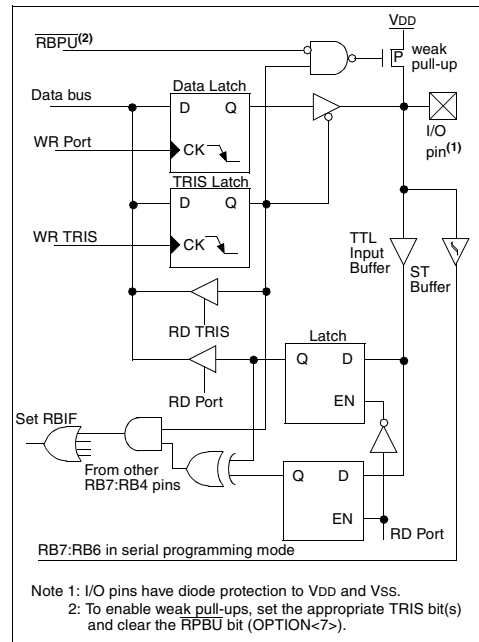 VDD
RBPU(2)
P
weak
pull-up
Data Latch
Data bus
D Q
I/O
pin(1)
WR Port
CK
TRIS Latch
D Q
WR TRIS
CK
TTL
Input
Buffer
ST
Buffer
RD TRIS
Latch
Q D
RD Port
EN
Set RBIF
From other
RB7:RB4 pins
Q D
EN
RD Port
RB7:RB6 in serial programming mode
Note 1: I/O pins have diode protection to VDD and VSS.
2: To enable weak pull-ups, set the appropriate TRIS bit(s)
and clear the RPBU bit (OPTION<7>).